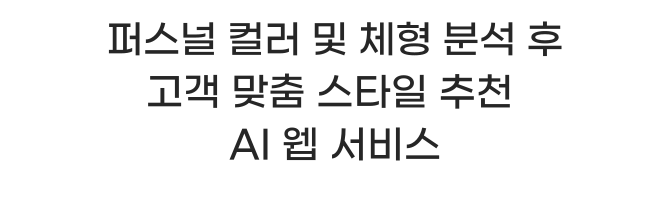 퍼스널 컬러 및 체형 분석 후
고객 맞춤 스타일 추천
AI 웹 서비스